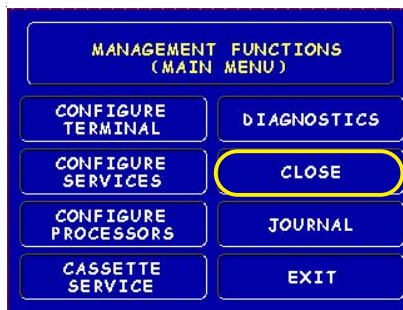 MANAGEMENT FUNCTIONS
(MAIN MENU)
CONFIGURE
TERMINAL
DIAGNOSTICS
CONFIGURE
SERVICES
CLOSE
CONFIGURE
PROCESSORS
JOURNAL
CASSETTE
SERVICE
EXIT